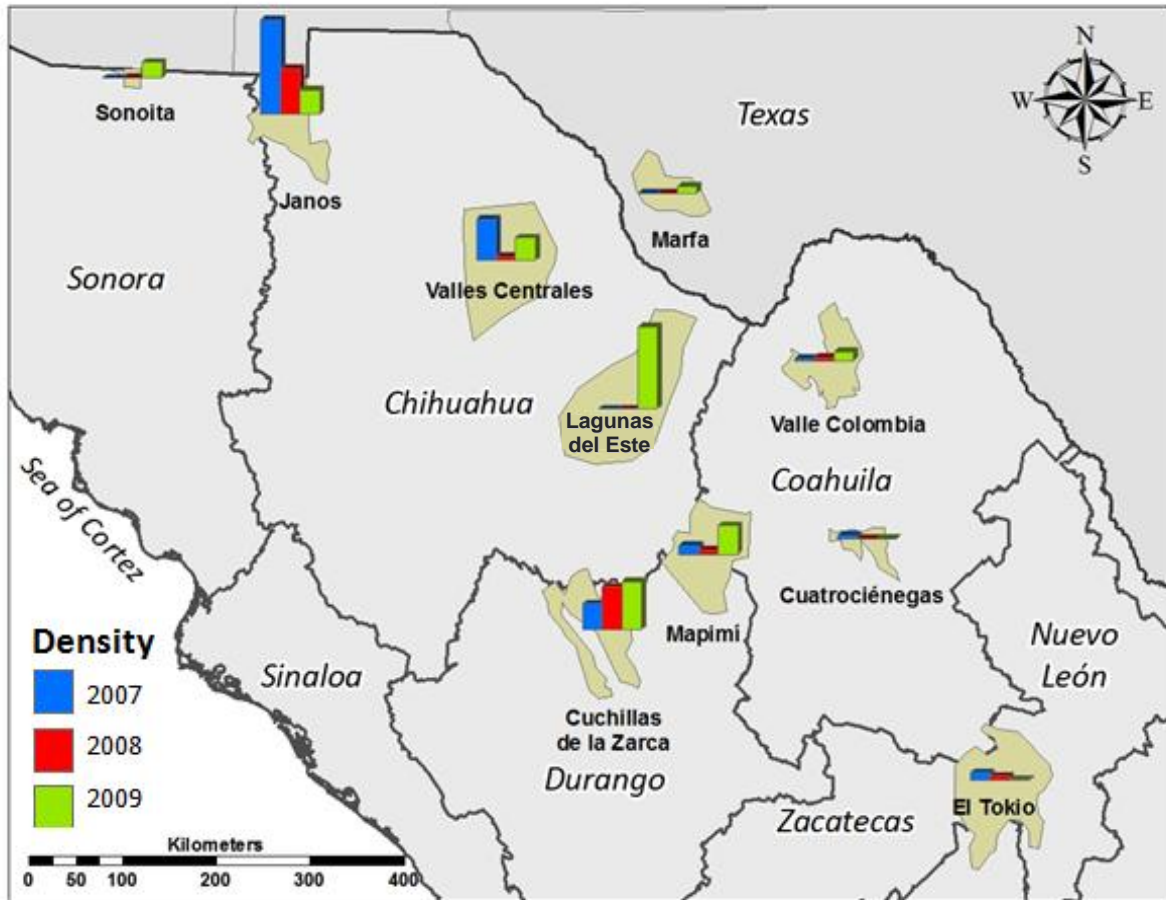 N
W
E
S
Texas
Sonoita
Janos
Marfa
Sonora
Valles Centrales
Chihuahua
Lagunas
del Este
Valle Colombia
Coahuila
Sea of Cortez
Cuatrociénegas
Mapimi
Nuevo
León
Sinaloa
Cuchillas
de la Zarca
Durango
El Tokio
Zacatecas
Density
2007
2008
2009
Kilometers
0 50 100 200 300 400